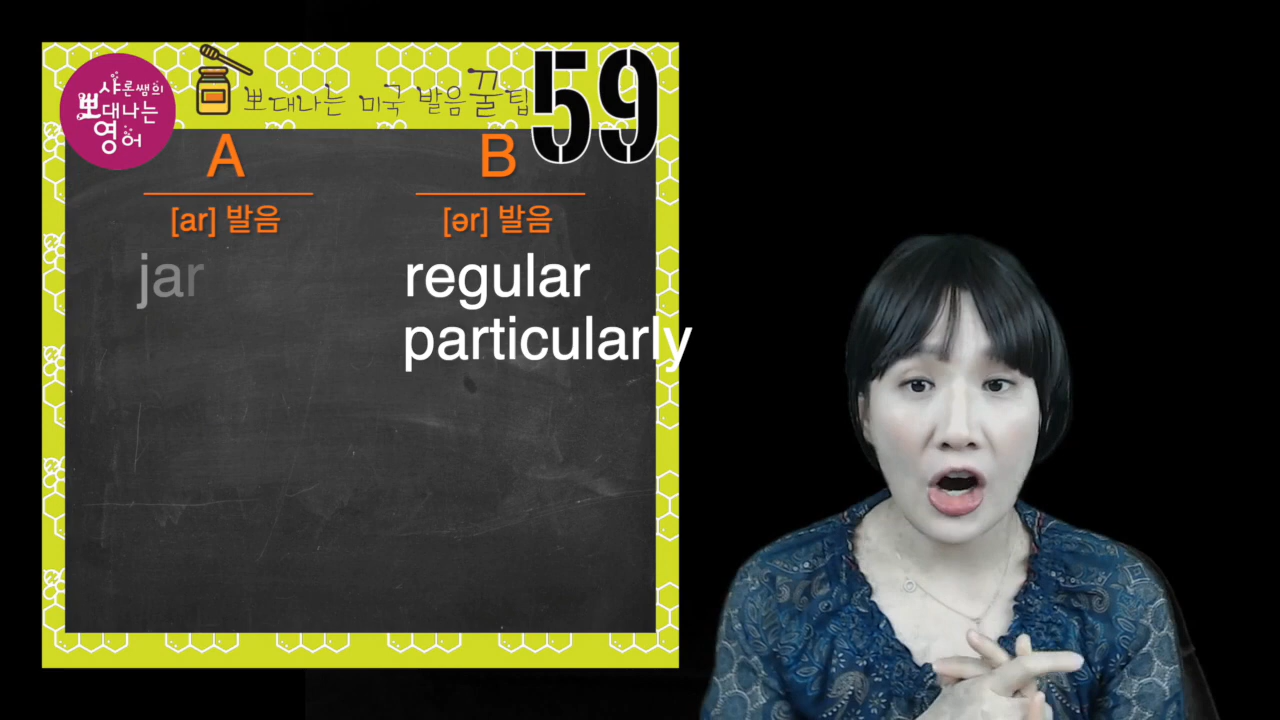 샤론쌤의
뽀대나는
영어
뽀대나는 미국 발음 꿀팁
59
A
B
[ar] 발음
[ər] 발음
jar
regular
particularly